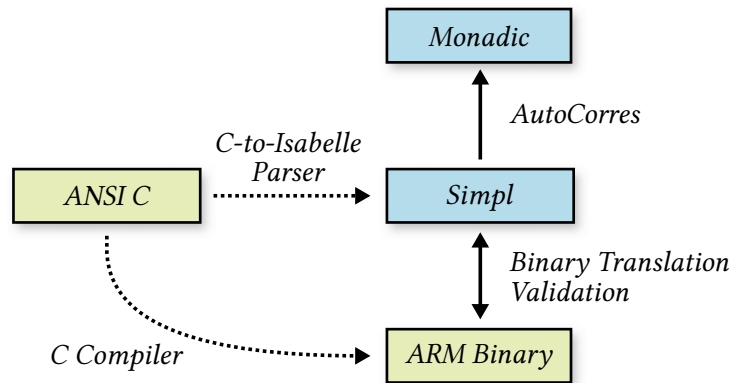 Monadic
AutoCorres
C-to-Isabelle
Parser
ANSI C
Simpl
Binary Translation
Validation
C Compiler
ARM Binary